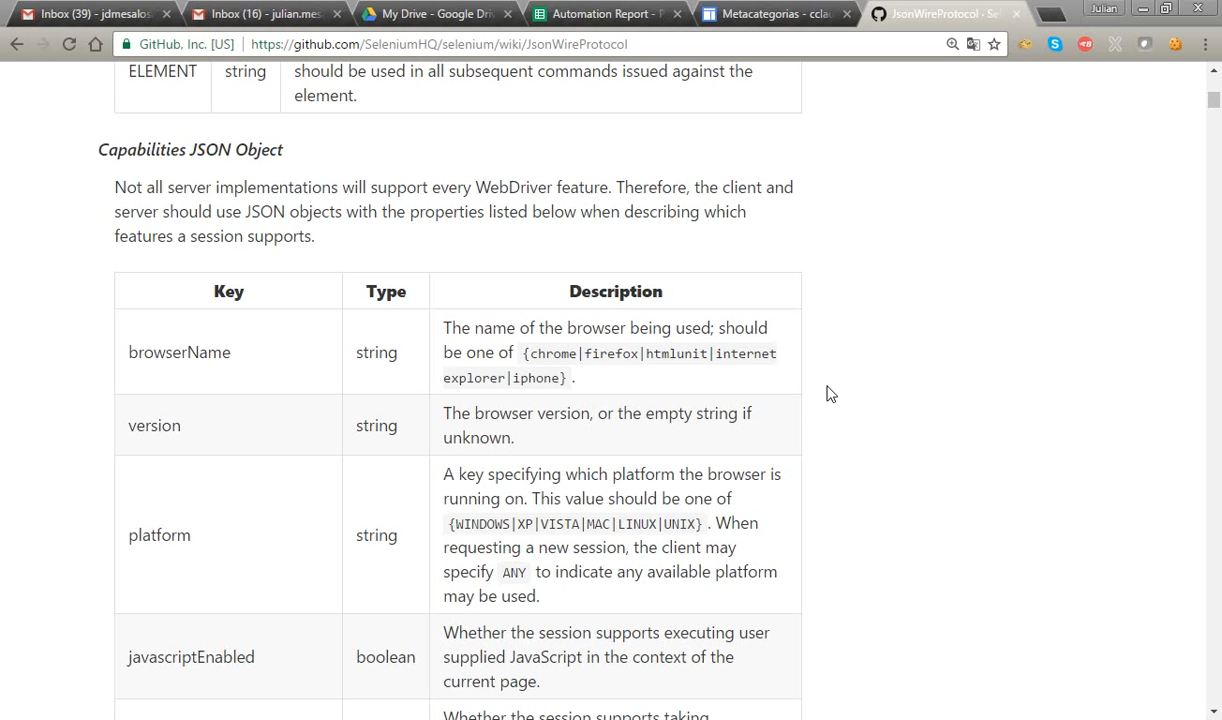 Inbox (39) - jdmesalos
Inbox (16) - julian.mes
My Drive - Google Dri
Automation Report - F
Metacategorias - ccla
JsonWireProtocol · Sel
Julian
GitHub, Inc. [US]
https://github.com/SeleniumHQ/selenium/wiki/JsonWireProtocol
ELEMENT
string
should be used in all subsequent commands issued against the
element.
Capabilities JSON Object
Not all server implementations will support every WebDriver feature. Therefore, the client and
server should use JSON objects with the properties listed below when describing which
features a session supports.
Key
Type
Description
browserName
string
The name of the browser being used; should
be one of {chrome|firefox|htmlunit|internet
explorer|iphone} .
version
string
The browser version, or the empty string if
unknown.
platform
string
A key specifying which platform the browser is
running on. This value should be one of
{WINDOWS|XP|VISTA|MAC|LINUX|UNIX} . When
requesting a new session, the client may
specify ANY to indicate any available platform
may be used.
javascriptEnabled
boolean
Whether the session supports executing user
supplied JavaScript in the context of the
current page.
Whether the session supports taking